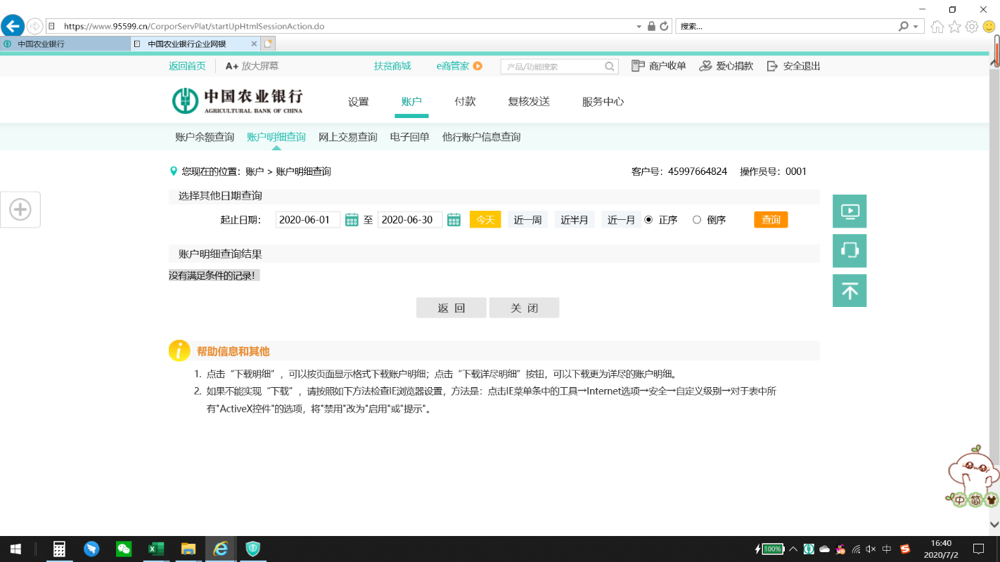 https://www.95599.cn/CorporServPlat/startUpHtmlSessionAction.do
搜索...
中国农业银行
中国农业银行企业网银
返回首页 A+ 放大屏幕 扶贫商城 e商管家 产品/功能搜索 商户收单 爱心捐款 安全退出
中国农业银行
AGRICULTURAL BANK OF CHINA
设置 账户 付款 复核发送 服务中心
账户余额查询 账户明细查询 网上交易查询 电子回单 他行账户信息查询
您现在的位置：账户 > 账户明细查询 客户号：45997664824 操作员号：0001
选择其他日期查询
起止日期： 2020-06-01 至 2020-06-30 今天 近一周 近半月 近一月 正序 倒序 查询
账户明细查询结果
没有满足条件的记录！
返 回 关 闭
帮助信息和其他
1. 点击“下载明细”，可以按页面显示格式下载账户明细；点击“下载详尽明细”按钮，可以下载更为详尽的账户明细。
2. 如果不能实现“下载”，请按照如下方法检查IE浏览器设置，方法是：点击IE菜单条中的工具→Internet选项→安全→自定义级别→对于表中所
有"ActiveX控件"的选项，将"禁用"改为"启用"或"提示"。
中 简
100% 中 16:40
2020/7/2